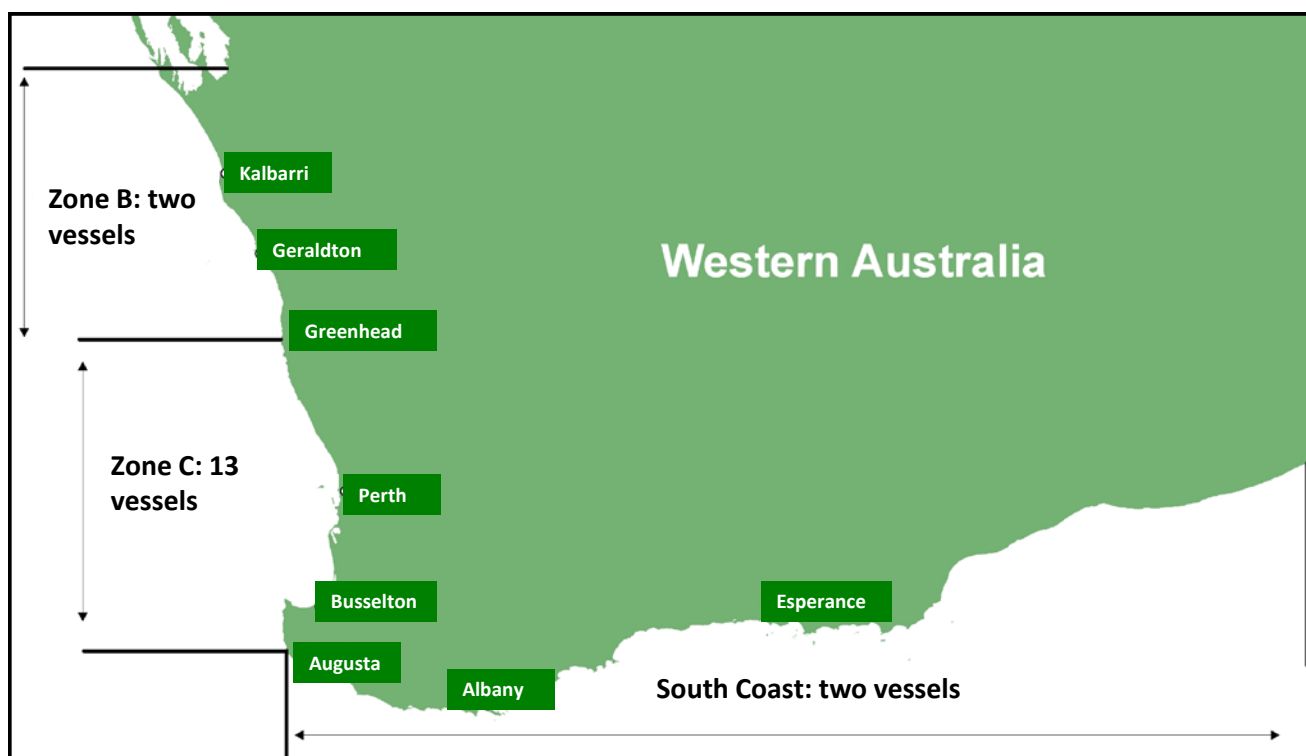 Kalbarri
Zone B: two
vessels
Geraldton
Western Australia
Greenhead
Zone C: 13
vessels
Perth
Busselton
Esperance
Augusta
Albany
South Coast: two vessels